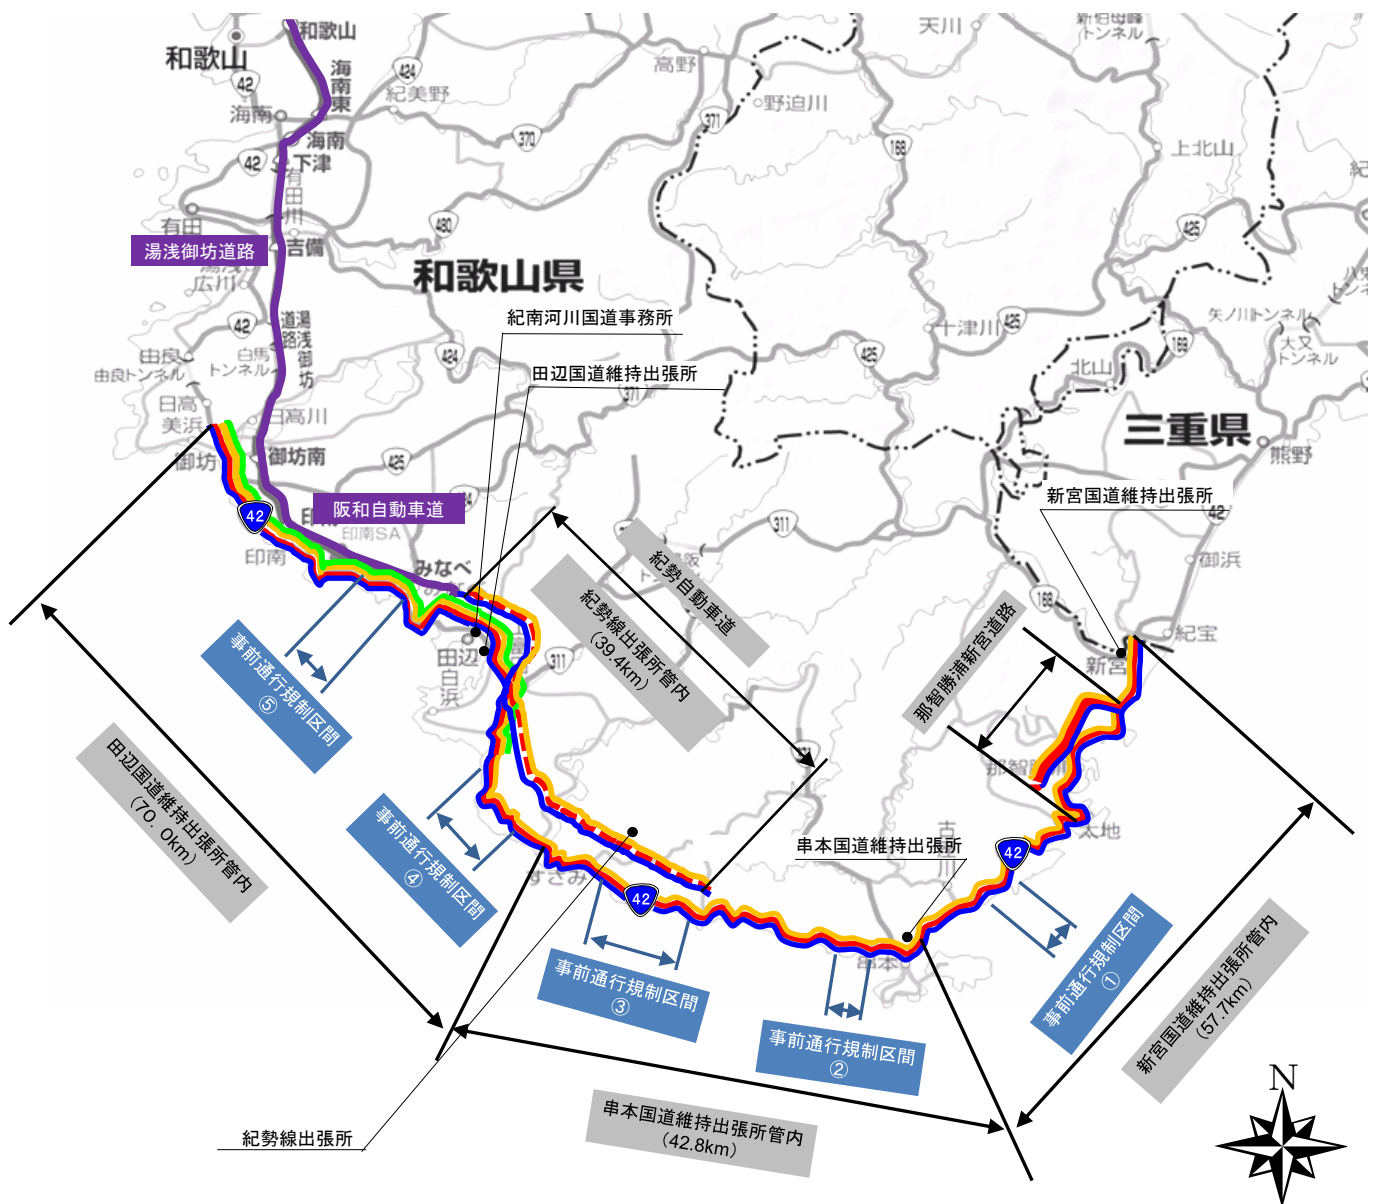 和歌山
和歌山
天川
新伯母峰
トンネル
海南東
424
高野
42
紀美野
野迫川
海南
371
370
168
海南
上北山
42
下津
有田川
有田
480
425
吉備
湯浅御坊道路
湯浅
広川
和歌山県
紀南河川国道事務所
42
湯浅御坊
道路
十津川
425
矢ノ川トンネル
大又
トンネル
169
由良
由良トンネル
白馬
トンネル
424
425
北山
田辺国道維持出張所
371
日高
美浜
日高川
三重県
御坊
御坊南
熊野
425
新宮国道維持出張所
阪和自動車道
42
42
印南SA
311
印南
紀勢自動車道
御浜
みなべ
紀勢線出張所管内
(39.4km)
168
那智勝浦新宮道路
紀宝
事前通行規制区間
⑤
田辺
311
新宮
白浜
田辺国道維持出張所管内
(70.0km)
事前通行規制区間
④
太地
串本国道維持出張所
42
すさみ
42
事前通行規制区間
①
串本
事前通行規制区間
③
新宮国道維持出張所管内
(57.7km)
事前通行規制区間
②
N
串本国道維持出張所管内
(42.8km)
紀勢線出張所